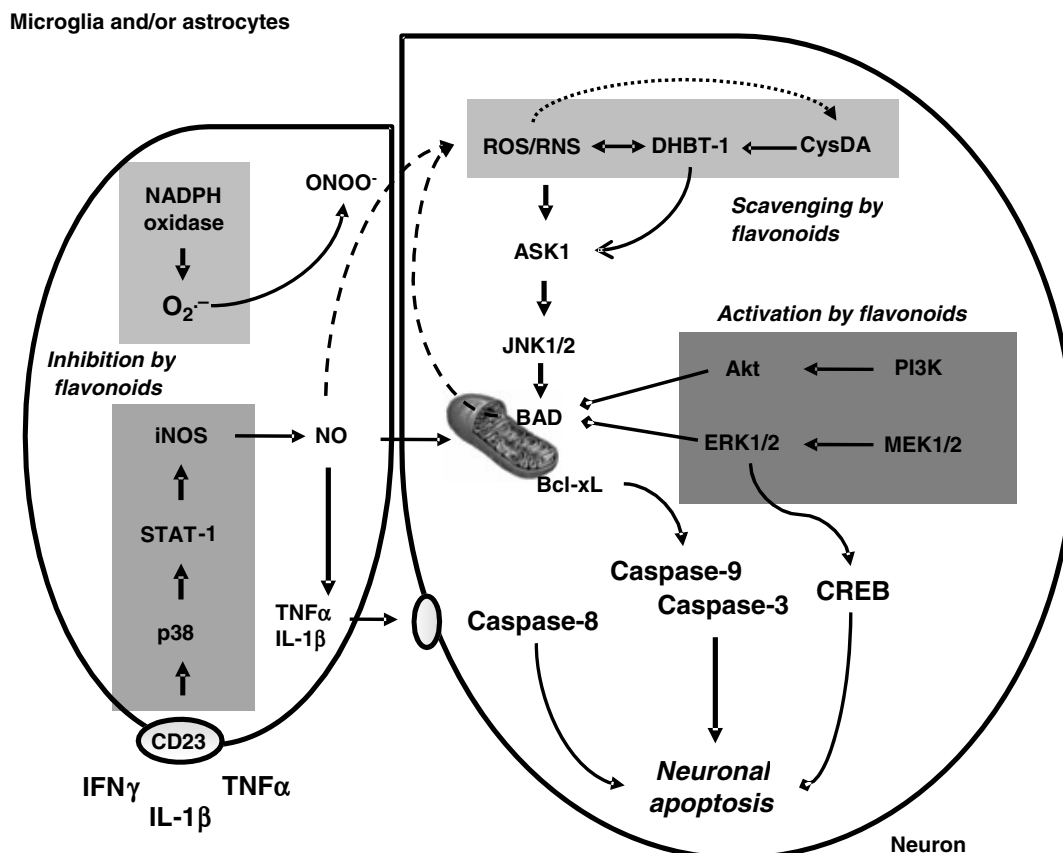 Microglia and/or astrocytes
NADPH
oxidase
O₂·−
ONOO-
Inhibition by
flavonoids
iNOS
NO
STAT-1
p38
TNFα
IL-1β
CD23
IFNγ
TNFα
IL-1β
ROS/RNS
DHBT-1
CysDA
Scavenging by
flavonoids
ASK1
JNK1/2
Activation by flavonoids
Akt
PI3K
BAD
ERK1/2
MEK1/2
Bcl-xL
Caspase-9
Caspase-3
CREB
Caspase-8
Neuronal
apoptosis
Neuron